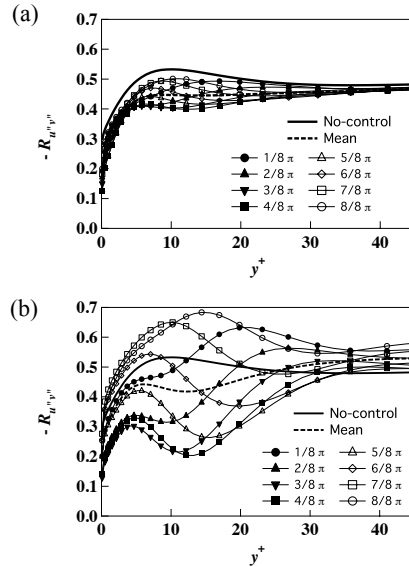 (a)
0.7
0.6
0.5
0.4
0.3
0.2
0.1
0.0
- R u"v"
0 10 20 30 40
y+
No-control
Mean
1/8 π 5/8 π
2/8 π 6/8 π
3/8 π 7/8 π
4/8 π 8/8 π
(b)
0.7
0.6
0.5
0.4
0.3
0.2
0.1
0.0
- R u"v"
0 10 20 30 40
y+
No-control
Mean
1/8 π 5/8 π
2/8 π 6/8 π
3/8 π 7/8 π
4/8 π 8/8 π